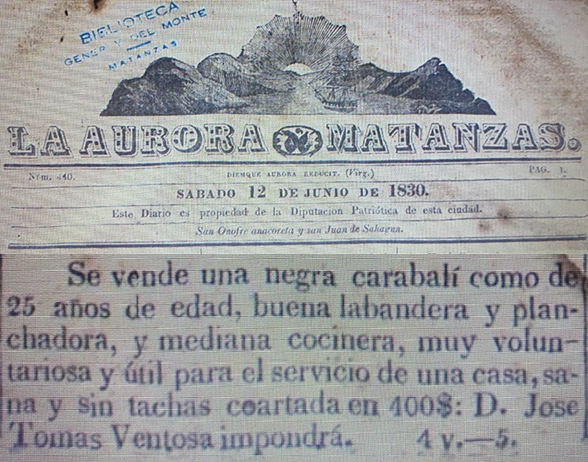 BIBLIOTECA
GENER Y DEL MONTE
MATANZAS
LA AURORA MATANZAS.
Núm. 440.
DIEMQUE AURORA REDUCIT. (Virg.)
PAG. 1.
SABADO 12 DE JUNIO DE 1830.
Este Diario es propiedad de la Diputacion Patriótica de esta ciudad.
San Onofre anacoreta y san Juan de Sahagun.
Se vende una negra carabalí como de
25 años de edad, buena labandera y plan-
chadora, y mediana cocinera, muy volun-
tariosa y útil para el servicio de una casa, sa-
na y sin tachas coartada en 400$: D. Jose
Tomas Ventosa impondrá. 4 v.—5.